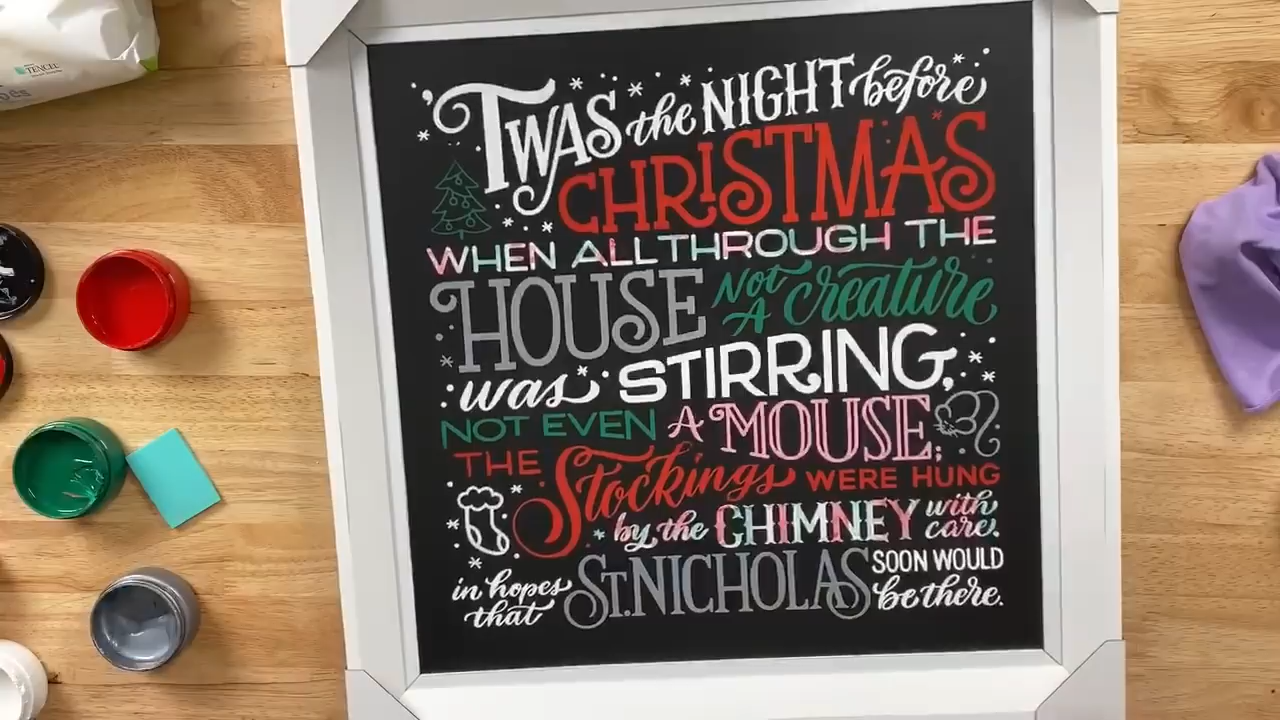 'TWAS the NIGHT before
CHRISTMAS
WHEN ALL THROUGH THE
HOUSE NOT A creature
was STIRRING,
NOT EVEN A MOUSE;
THE Stockings WERE HUNG
by the CHIMNEY with care.
in hopes that ST. NICHOLAS SOON WOULD be there.
TENCEL